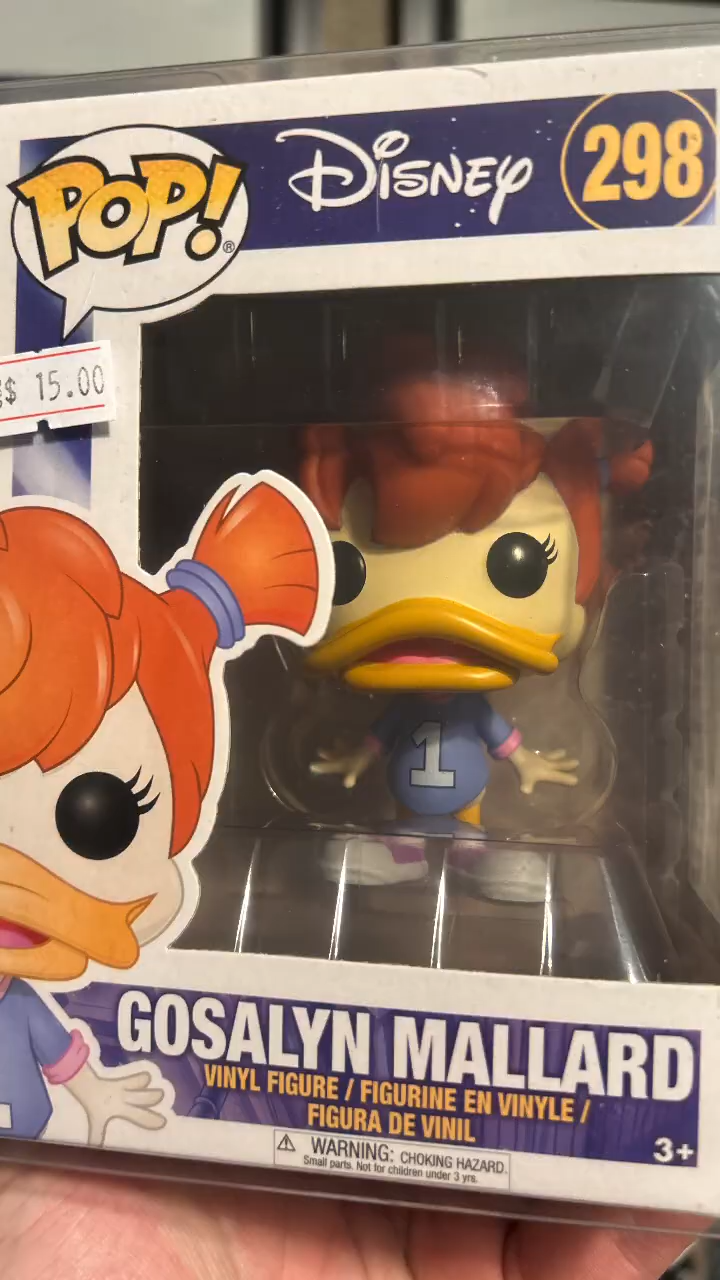 POP!®
Disney
298
$ 15.00
1
GOSALYN MALLARD
VINYL FIGURE / FIGURINE EN VINYLE /
FIGURA DE VINIL
WARNING: CHOKING HAZARD.
Small parts. Not for children under 3 yrs.
3+